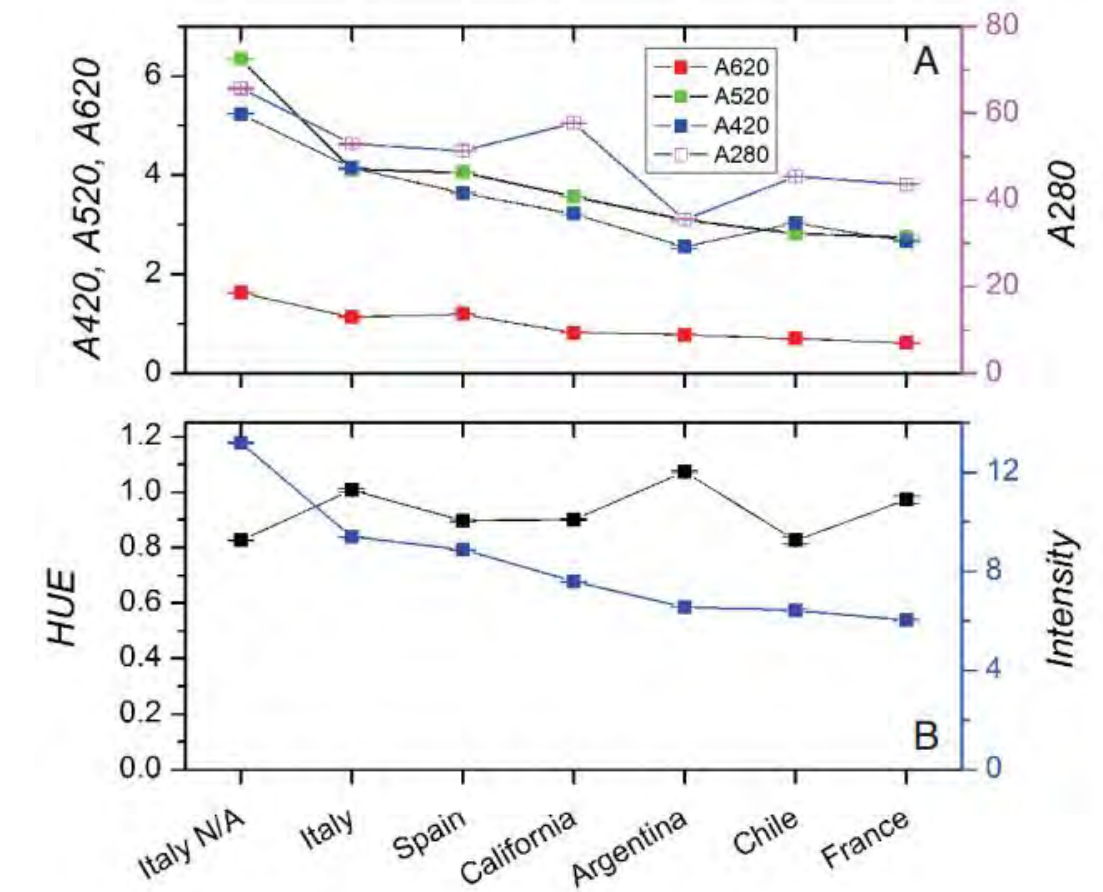 A420, A520, A620
6
4
2
0
A620
A520
A420
A280
A
80
60
40
20
0
A280
HUE
1.2
1.0
0.8
0.6
0.4
0.2
0.0
B
12
8
4
0
Intensity
Italy N/A
Italy
Spain
California
Argentina
Chile
France